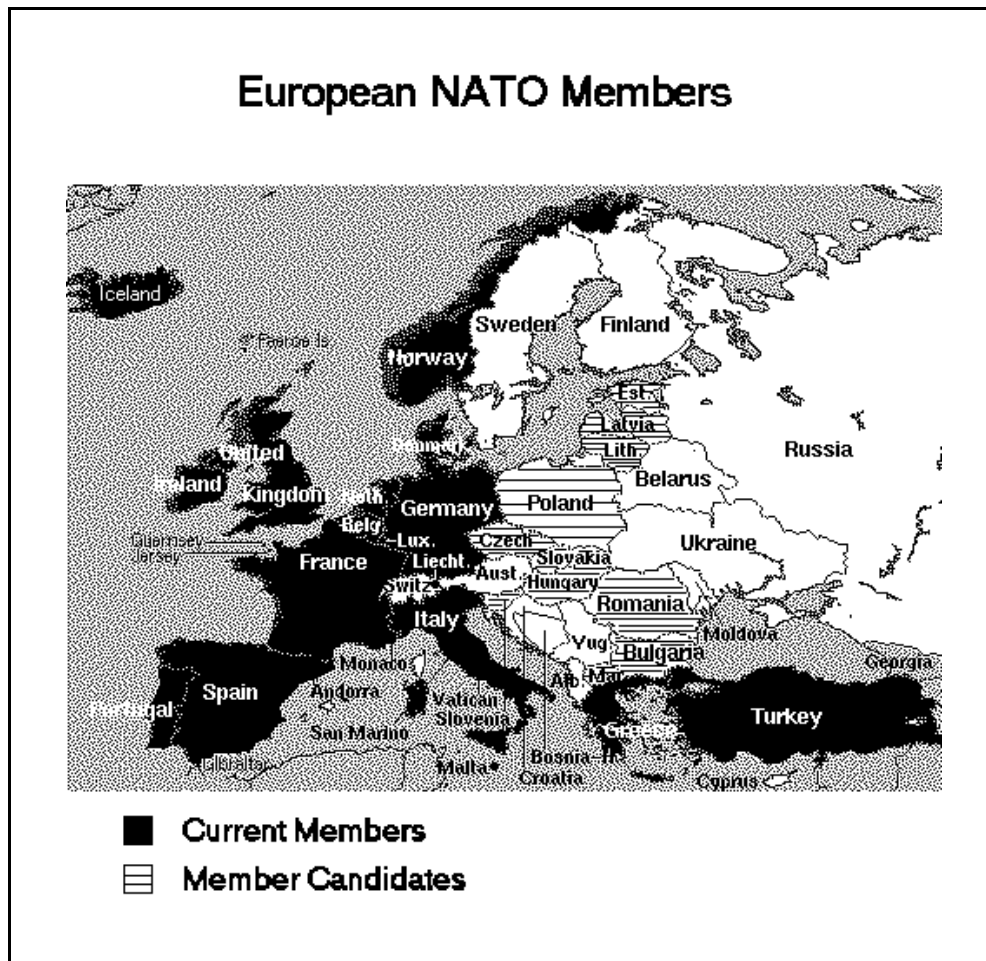 European NATO Members
Iceland
Faeroe Is.
Norway
Sweden
Finland
Est.
Latvia
Lith
Russia
Belarus
United
Kingdom
Ireland
Denmark
Neth
Belg
Germany
Poland
Ukraine
Guernsey
Jersey
Lux.
Czech
Slovakia
France
Liecht.
Aust
Hungary
Switz
Romania
Italy
Moldova
Yug
Bulgaria
Georgia
Monaco
Alb
Mac
Andorra
Spain
Portugal
Vatican
Slovenia
San Marino
Greece
Turkey
Gibraltar
Malta
Bosnia-H
Croatia
Cyprus
Current Members
Member Candidates